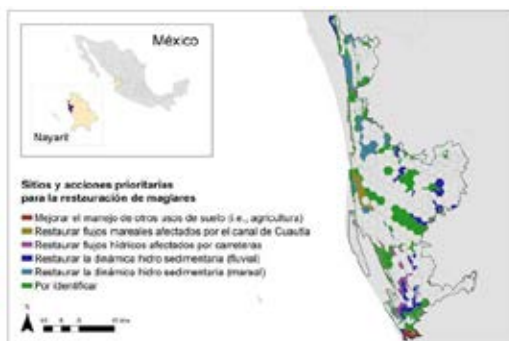 México
Nayarit
Sitios y acciones prioritarias
para la restauración de maglares
Mejorar el manejo de otros usos de suelo (i.e., agricultura)
Restaurar flujos mareales afectados por el canal de Cuautla
Restaurar flujos hídricos afectados por carreteras
Restaurar la dinámica hidro sedimentaria (fluvial)
Restaurar la dinámica hidro sedimentaria (mareal)
Por identificar
N